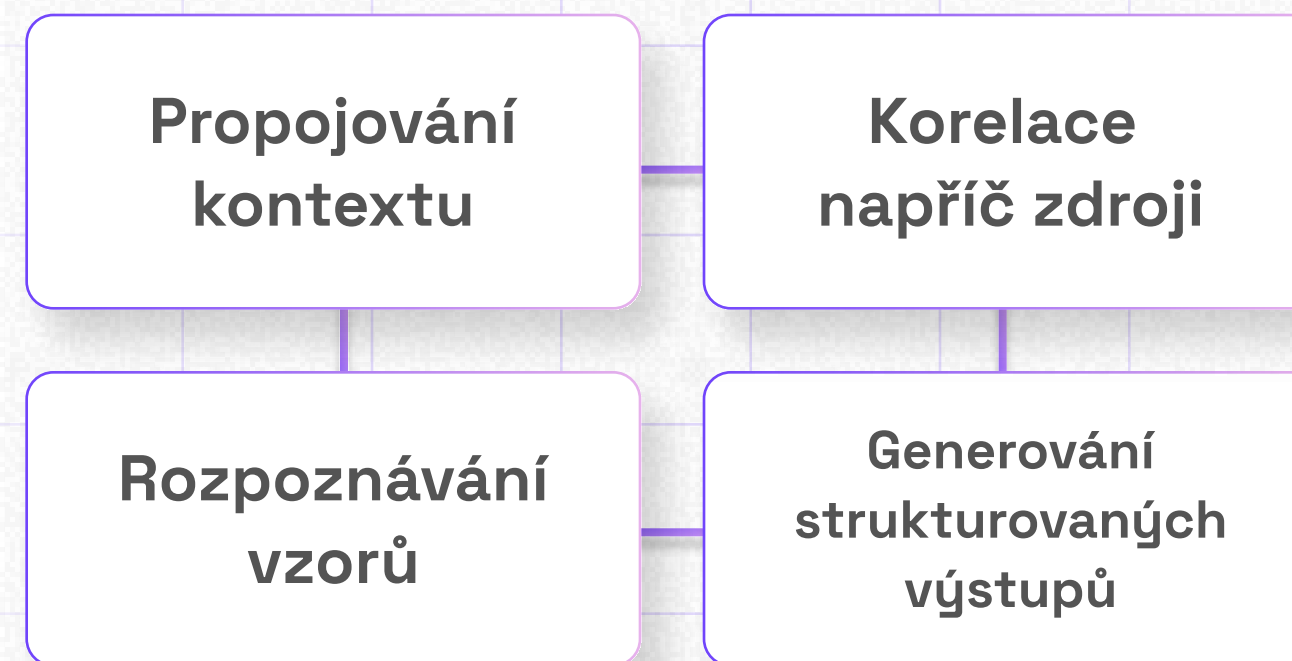 Propojování
kontextu
Korelace
napříč zdroji
Rozpoznávání
vzorů
Generování
strukturovaných
výstupů